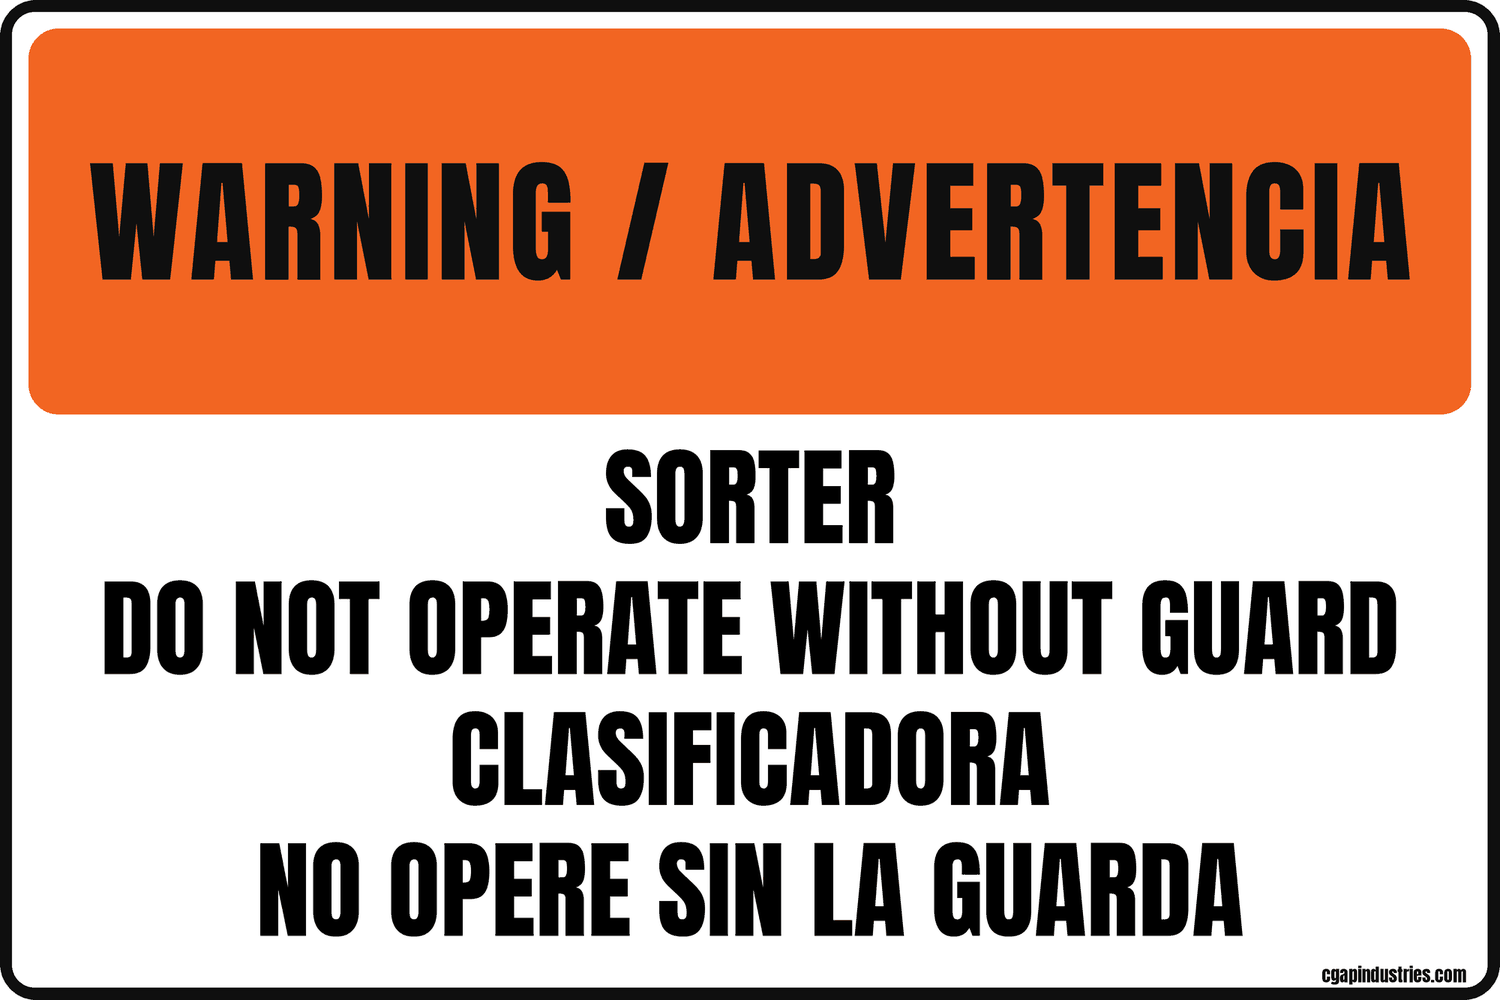 WARNING / ADVERTENCIA
SORTER
DO NOT OPERATE WITHOUT GUARD
CLASIFICADORA
NO OPERE SIN LA GUARDA
cgapindustries.com